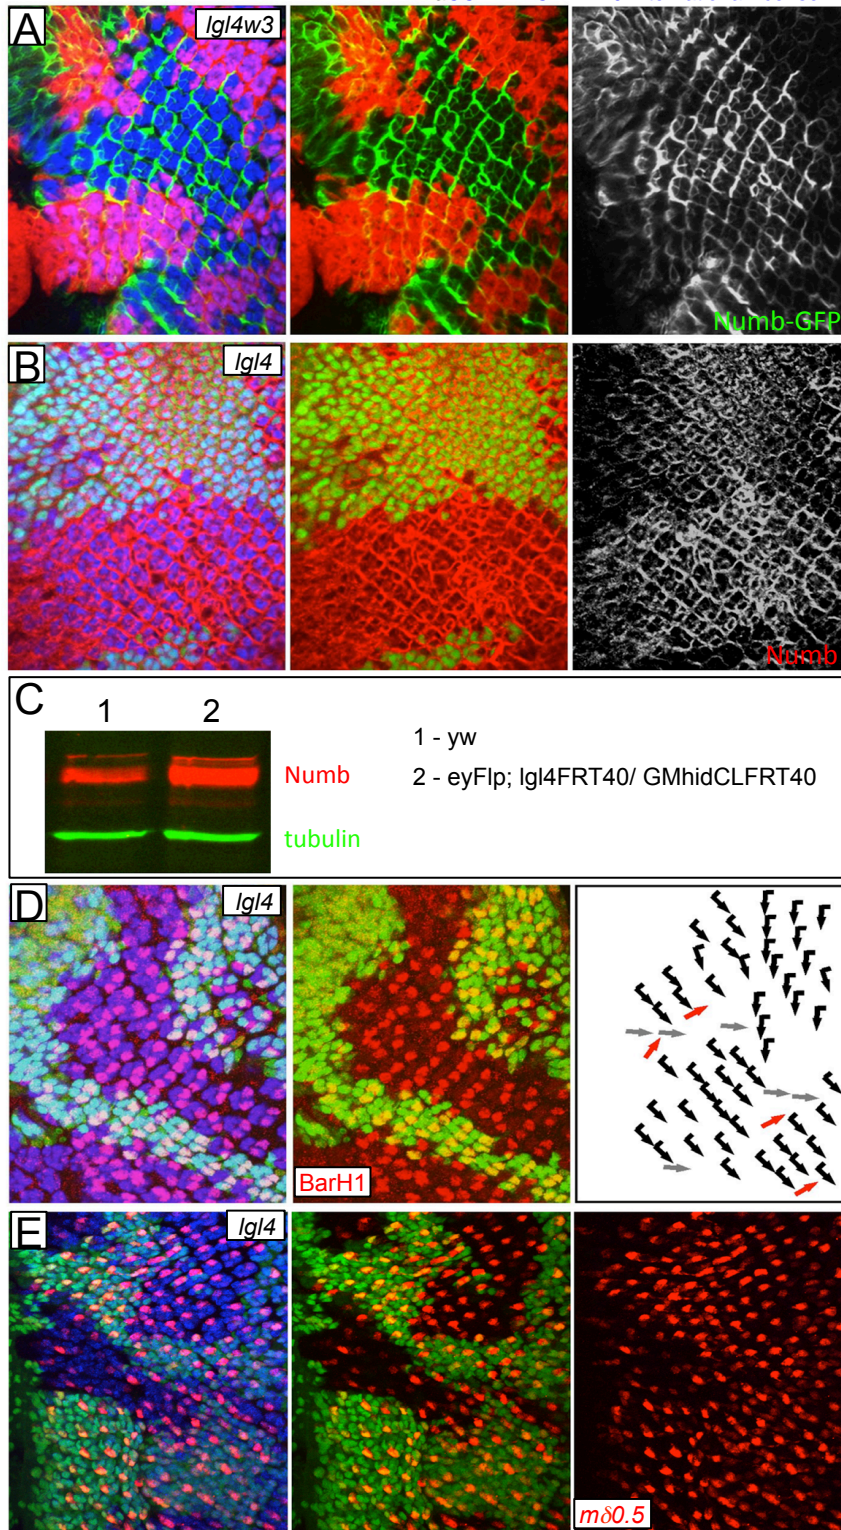 A
lgl4w3
Numb-GFP
B
lgl4
Numb
C
1 2
1 - yw
Numb
2 - eyFlp; lgl4FRT40/ GMhidCLFRT40
tubulin
D
lgl4
BarH1
E
lgl4
mδ0.5